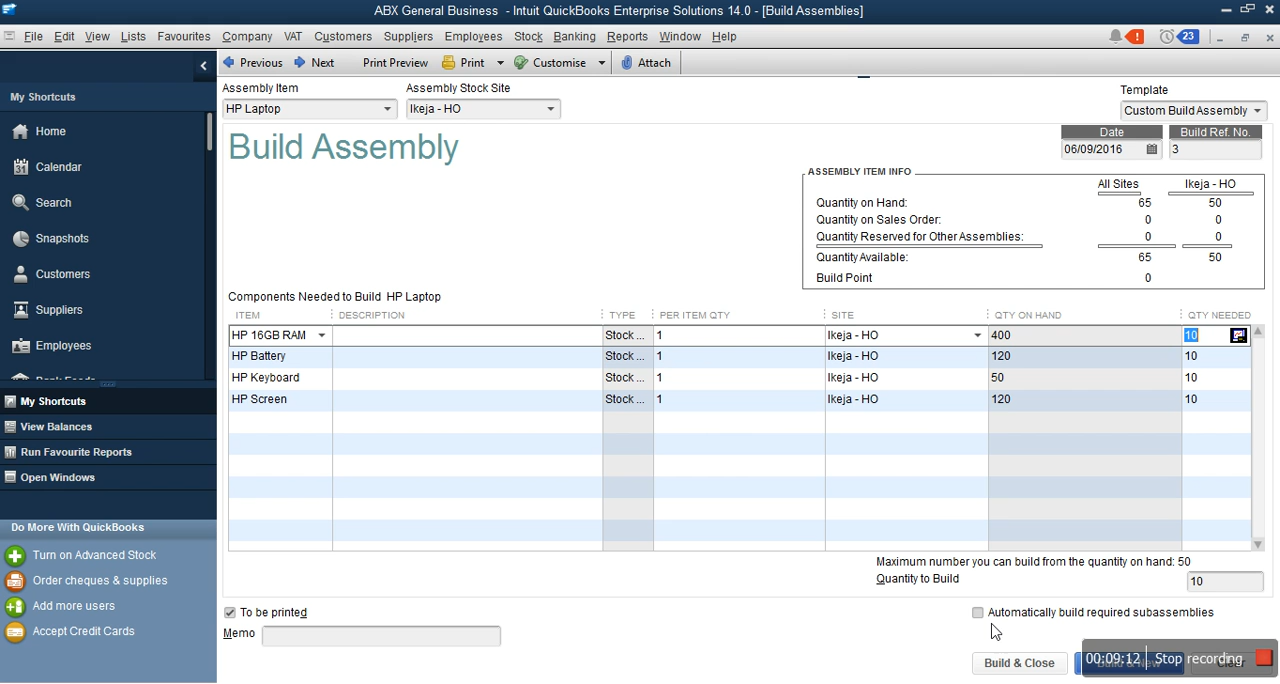 ABX General Business - Intuit QuickBooks Enterprise Solutions 14.0 - [Build Assemblies]
File Edit View Lists Favourites Company VAT Customers Suppliers Employees Stock Banking Reports Window Help
! 23
Previous Next Print Preview Print Customise Attach
My Shortcuts
Home
31 Calendar
Search
Snapshots
Customers
Suppliers
Employees
Bank Feeds
My Shortcuts
View Balances
Run Favourite Reports
Open Windows
Do More With QuickBooks
Turn on Advanced Stock
Order cheques & supplies
Add more users
Accept Credit Cards
Assembly Item Assembly Stock Site Template
HP Laptop Ikeja - HO Custom Build Assembly
Build Assembly
Date Build Ref. No.
06/09/2016 3
ASSEMBLY ITEM INFO
All Sites Ikeja - HO
Quantity on Hand: 65 50
Quantity on Sales Order: 0 0
Quantity Reserved for Other Assemblies: 0 0
Quantity Available: 65 50
Build Point 0
Components Needed to Build HP Laptop
ITEM DESCRIPTION TYPE PER ITEM QTY SITE QTY ON HAND QTY NEEDED
HP 16GB RAM Stock ... 1 Ikeja - HO 400 10
HP Battery Stock ... 1 Ikeja - HO 120 10
HP Keyboard Stock ... 1 Ikeja - HO 50 10
HP Screen Stock ... 1 Ikeja - HO 120 10
Maximum number you can build from the quantity on hand: 50
Quantity to Build 10
To be printed Automatically build required subassemblies
Memo
Build & Close Build & New Clear
00:09:12 Stop recording